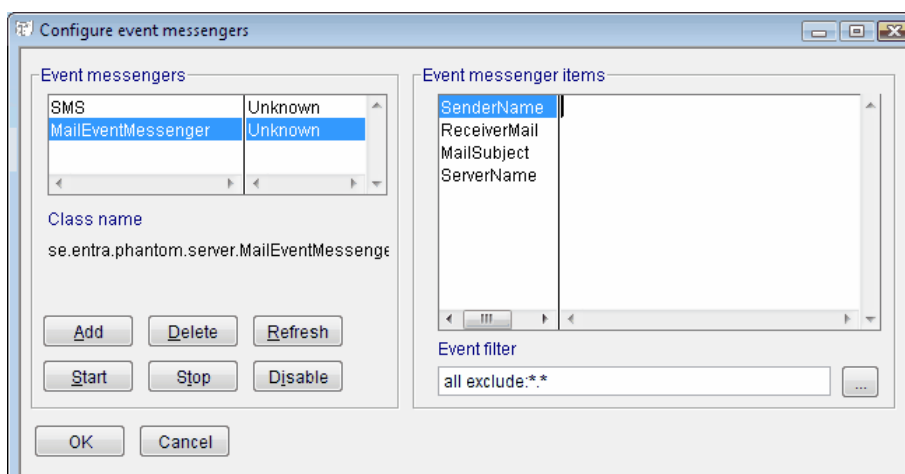 Configure event messengers
Event messengers
SMS Unknown
MailEventMessenger Unknown
Class name
se.entra.phantom.server.MailEventMessenge
Add Delete Refresh
Start Stop Disable
Event messenger items
SenderName
ReceiverMail
MailSubject
ServerName
Event filter
all exclude:*.*
...
OK Cancel